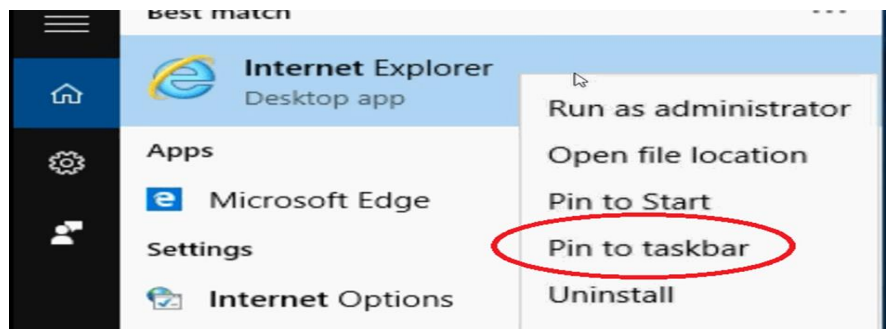 Best match
Internet Explorer
Desktop app
Apps
Microsoft Edge
Settings
Internet Options
Run as administrator
Open file location
Pin to Start
Pin to taskbar
Uninstall